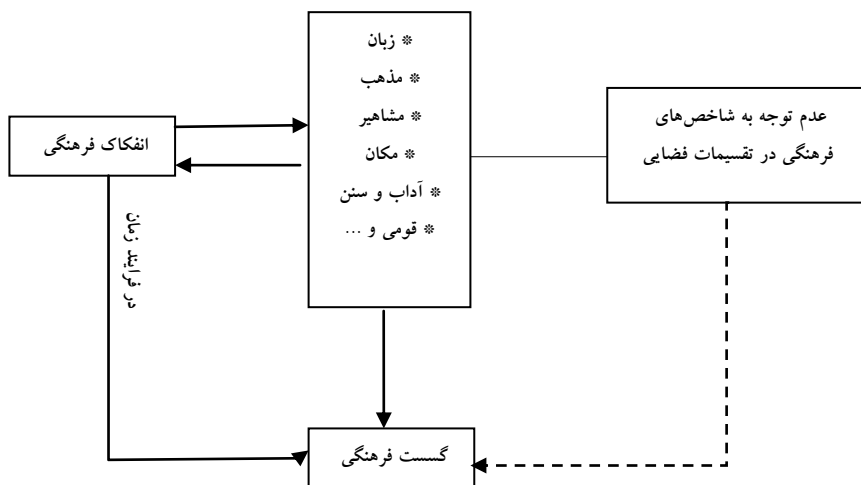 عدم توجه به شاخص‌های
فرهنگی در تقسیمات فضایی
* زبان
* مذهب
* مشاهیر
* مکان
* آداب و سنن
* قومی و ...
انفکاک فرهنگی
در فرایند زمان
گسست فرهنگی